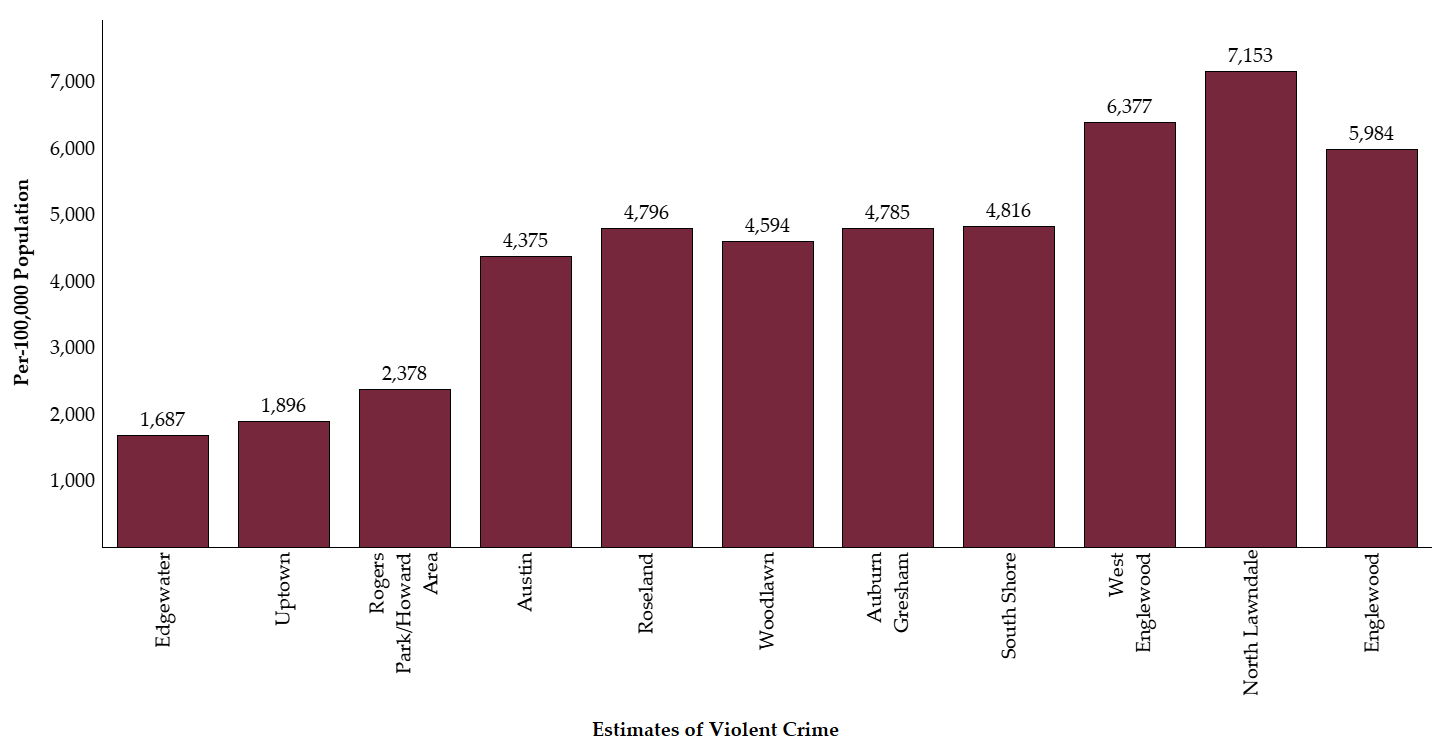 7,000
6,000
5,000
4,000
3,000
2,000
1,000
Per-100,000 Population
1,687
1,896
2,378
4,375
4,796
4,594
4,785
4,816
6,377
7,153
5,984
Edgewater
Uptown
Rogers
Park/Howard
Area
Austin
Roseland
Woodlawn
Auburn
Gresham
South Shore
West
Englewood
North Lawndale
Englewood
Estimates of Violent Crime